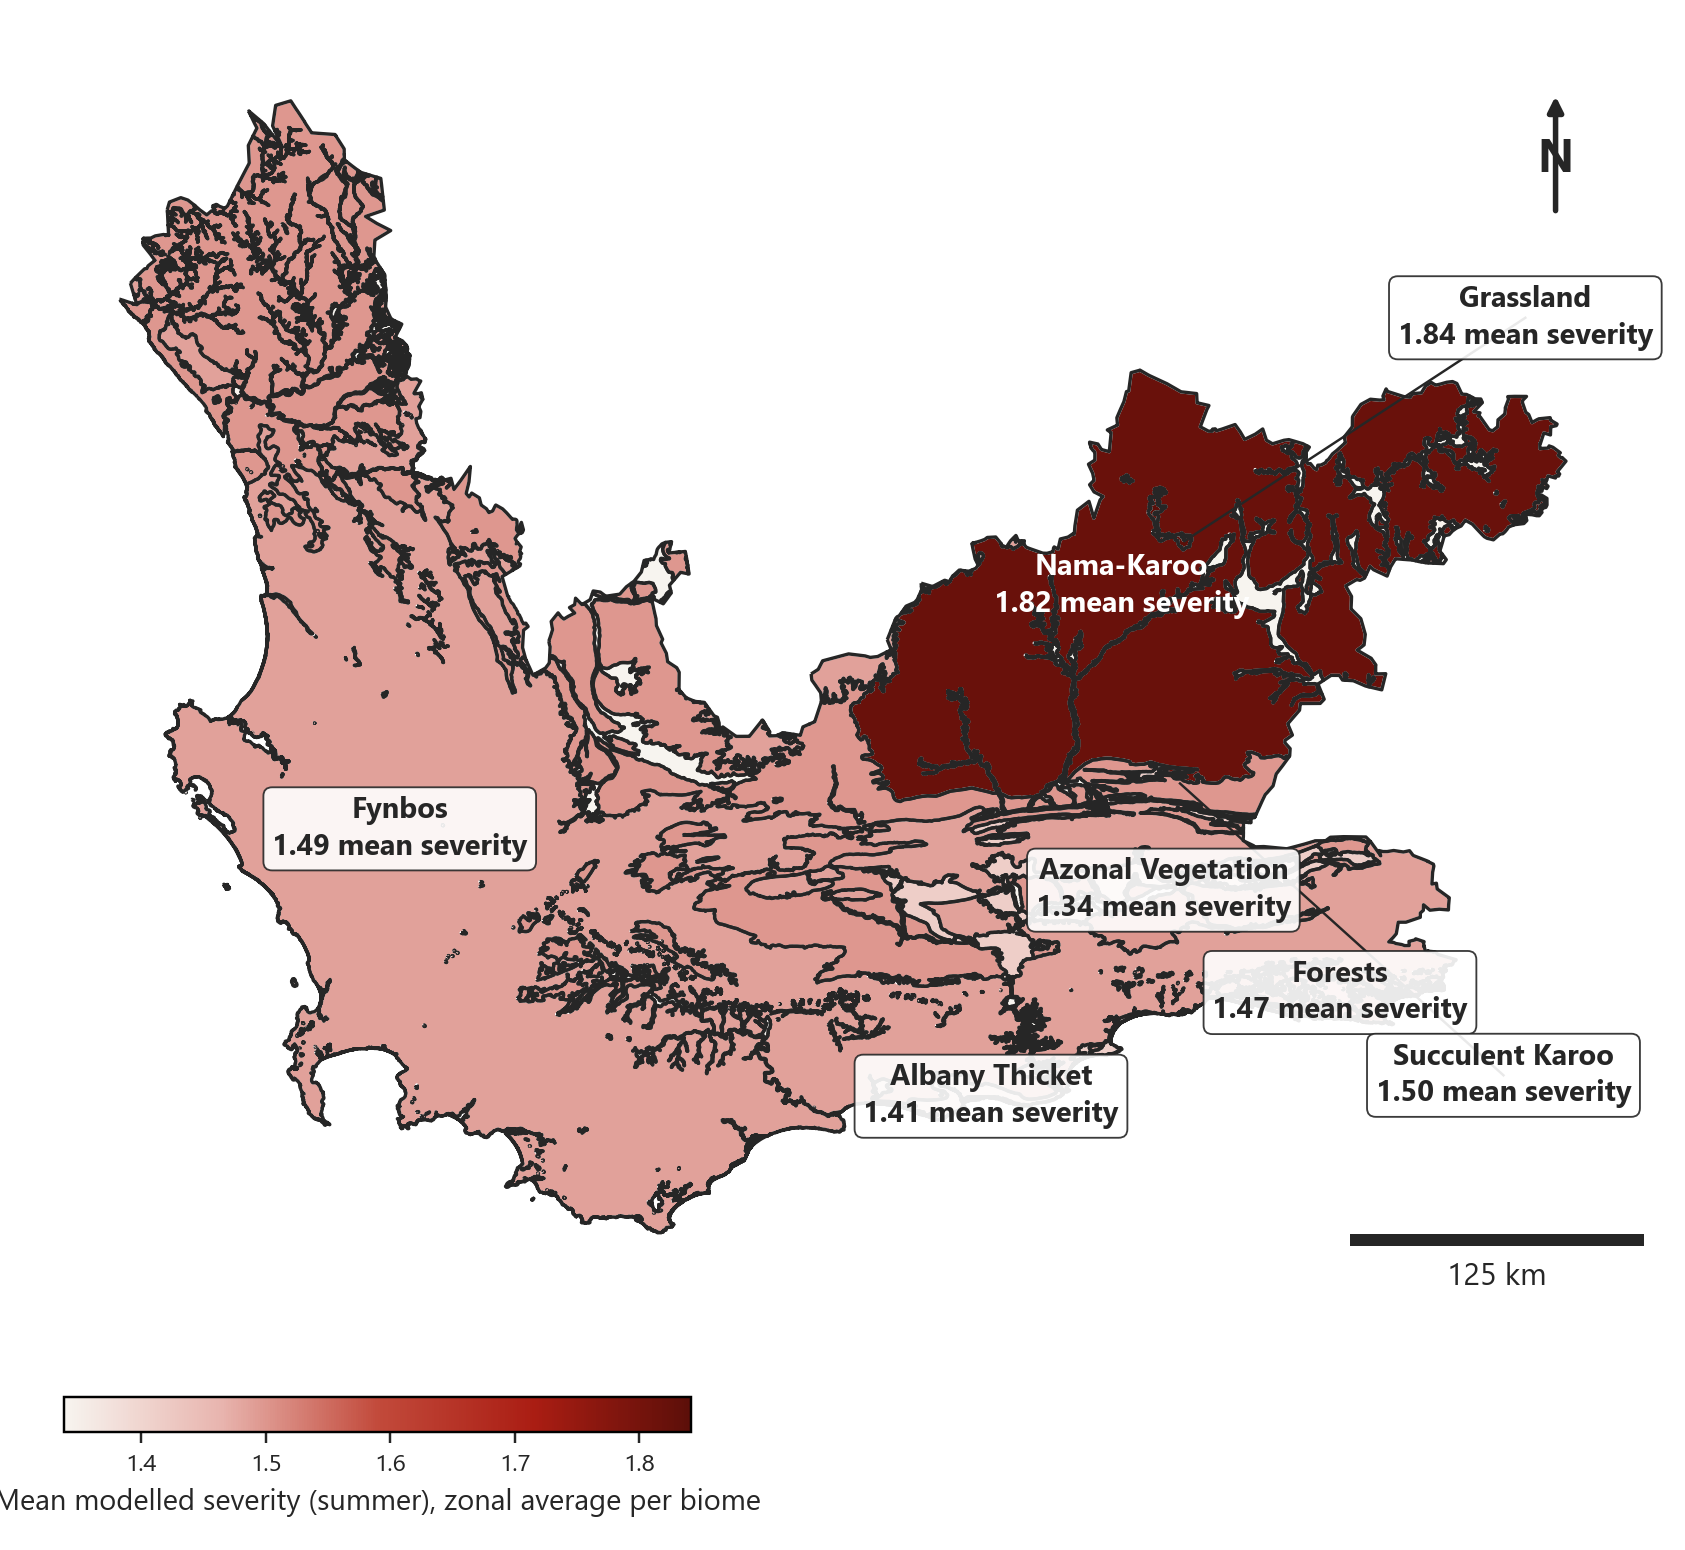 N
Grassland
1.84 mean severity
Nama-Karoo
1.82 mean severity
Fynbos
1.49 mean severity
Azonal Vegetation
1.34 mean severity
Forests
1.47 mean severity
Succulent Karoo
1.50 mean severity
Albany Thicket
1.41 mean severity
125 km
1.4 1.5 1.6 1.7 1.8
Mean modelled severity (summer), zonal average per biome